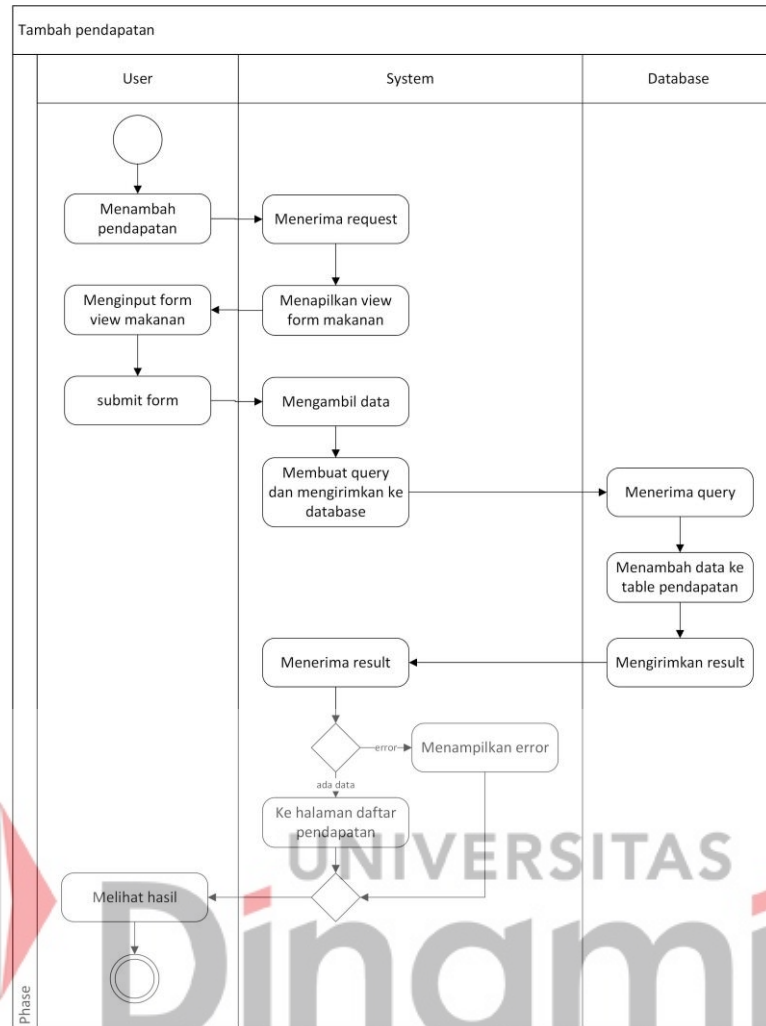 Tambah pendapatan
User
System
Database
Menambah
pendapatan
Menerima request
Menginput form
view makanan
Menapilkan view
form makanan
submit form
Mengambil data
Membuat query
dan mengirimkan ke
database
Menerima query
Menambah data ke
table pendapatan
Menerima result
Mengirimkan result
error
Menampilkan error
ada data
Ke halaman daftar
pendapatan
UNIVERSITAS
Melihat hasil
Dinami
Phase